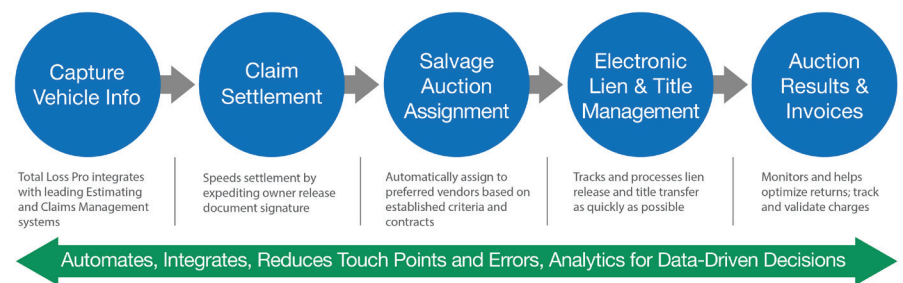 Capture
Vehicle Info
Claim
Settlement
Salvage
Auction
Assignment
Electronic
Lien & Title
Management
Auction
Results &
Invoices
Total Loss Pro integrates
with leading Estimating
and Claims Management
systems
Speeds settlement by
expediting owner release
document signature
Automatically assign to
preferred vendors based on
established criteria and
contracts
Tracks and processes lien
release and title transfer
as quickly as possible
Monitors and helps
optimize returns; track
and validate charges
Automates, Integrates, Reduces Touch Points and Errors, Analytics for Data-Driven Decisions